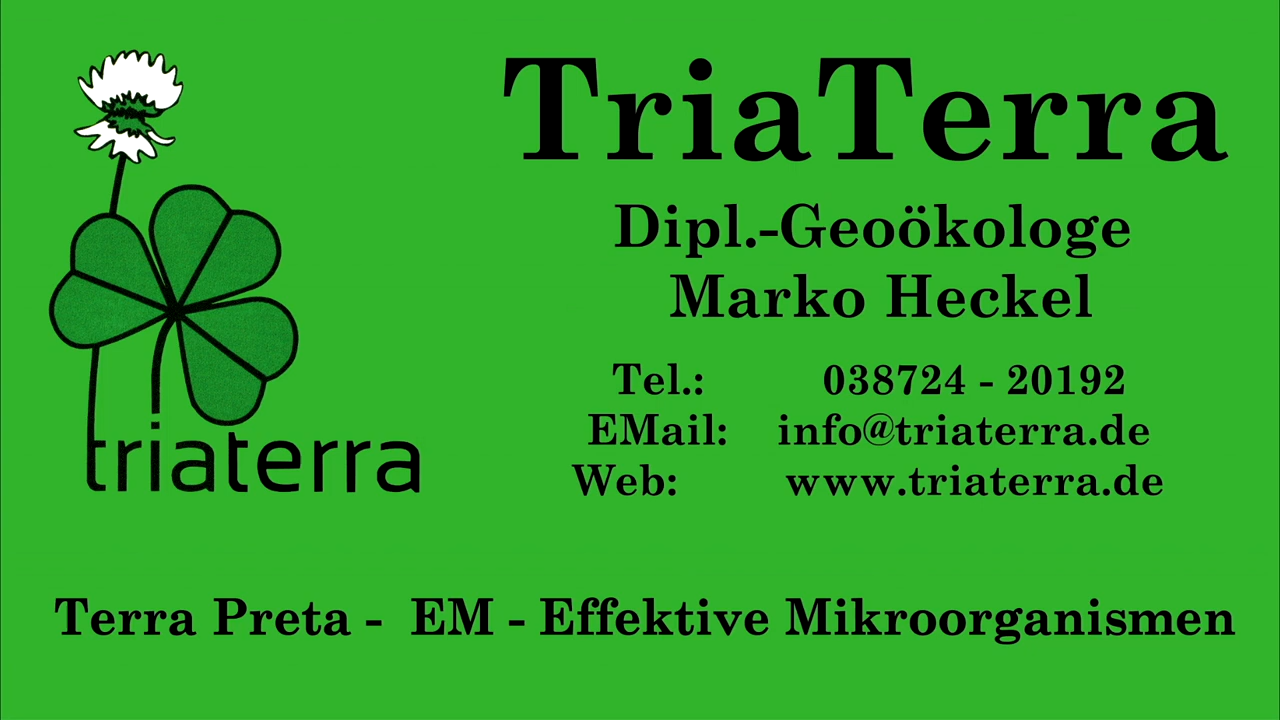 TriaTerra
Dipl.-Geoökologe
Marko Heckel
Tel.: 038724 - 20192
EMail: info@triaterra.de
Web: www.triaterra.de
triaterra
Terra Preta - EM - Effektive Mikroorganismen